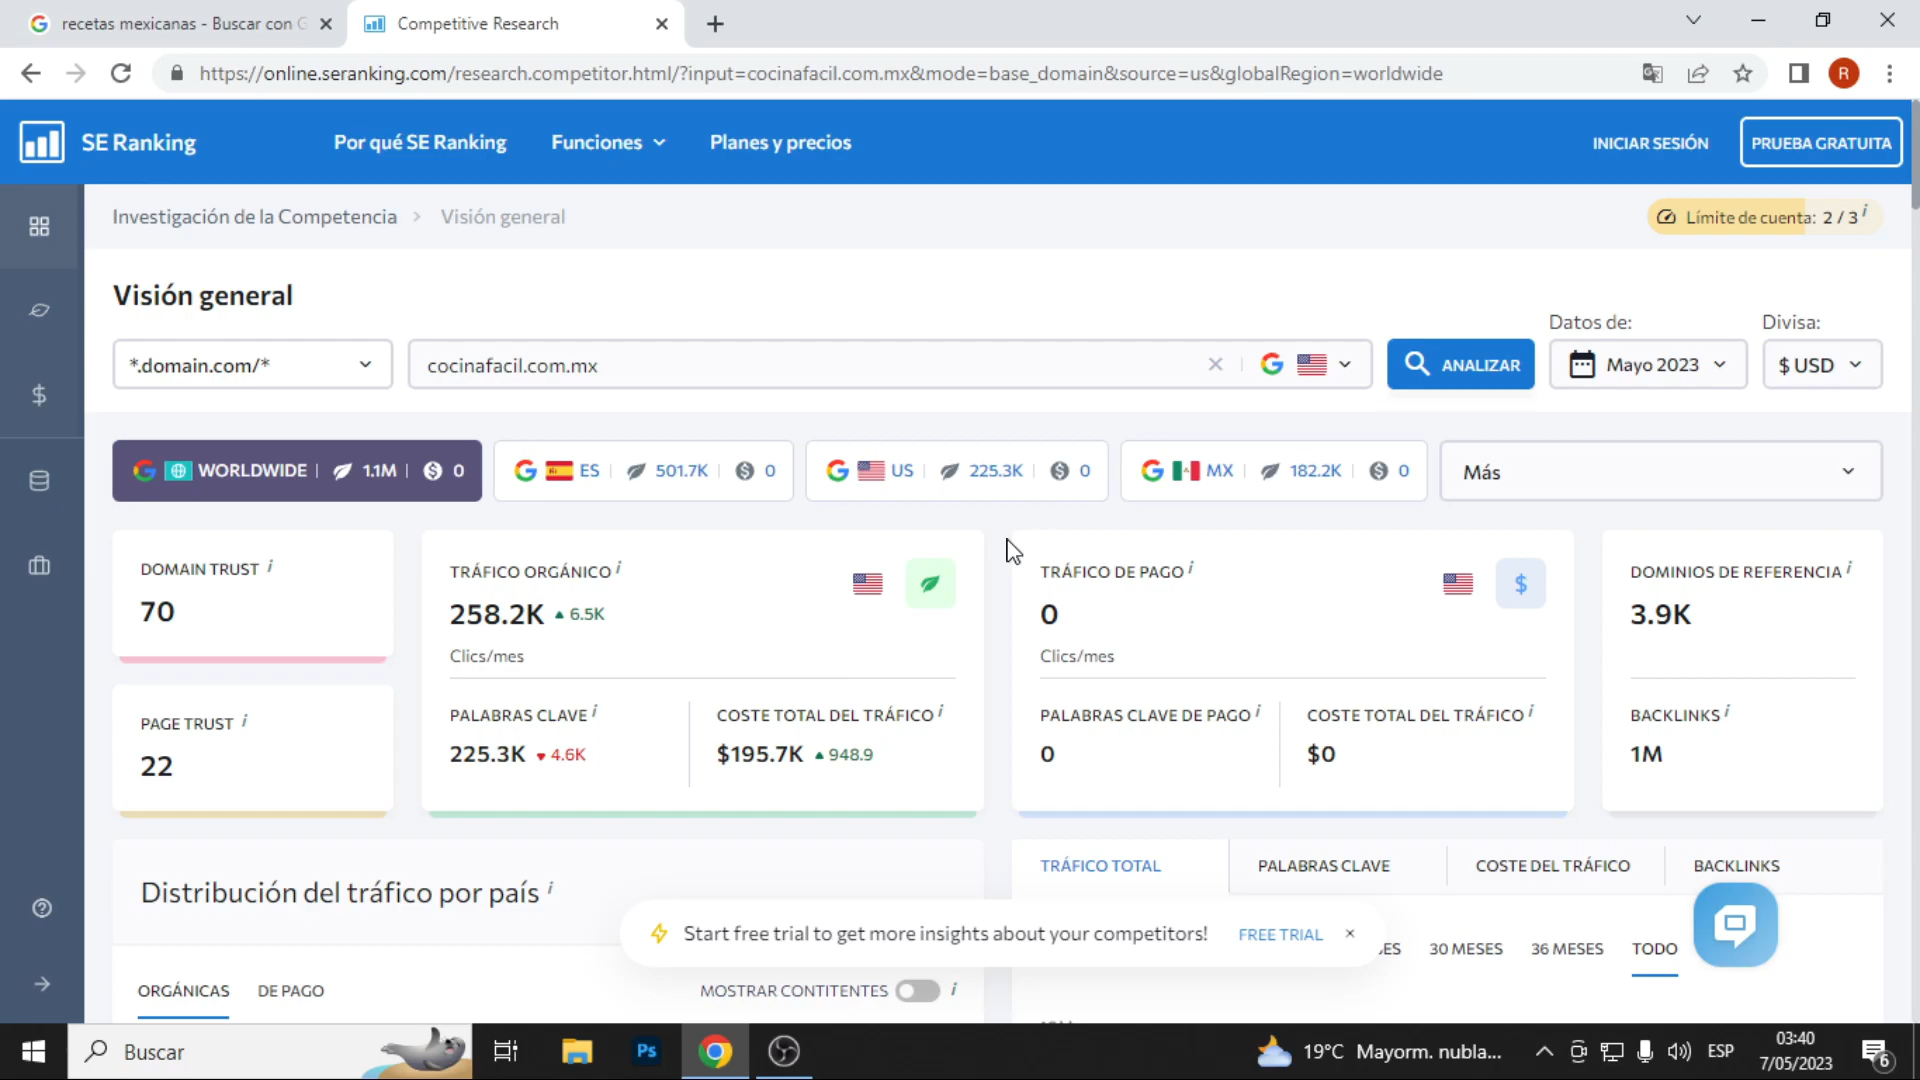 recetas mexicanas - Buscar con G
Competitive Research
https://online.seranking.com/research.competitor.html/?input=cocinafacil.com.mx&mode=base_domain&source=us&globalRegion=worldwide
R
SE Ranking
Por qué SE Ranking
Funciones
Planes y precios
INICIAR SESIÓN
PRUEBA GRATUITA
Investigación de la Competencia > Visión general
Límite de cuenta: 2 / 3 i
Visión general
Datos de:
Divisa:
*.domain.com/*
cocinafacil.com.mx
ANALIZAR
Mayo 2023
$ USD
WORLDWIDE | 1.1M | 0
ES | 501.7K | 0
US | 225.3K | 0
MX | 182.2K | 0
Más
DOMAIN TRUST i
70
PAGE TRUST i
22
TRÁFICO ORGÁNICO i
258.2K 6.5K
Clics/mes
PALABRAS CLAVE i
225.3K 4.6K
COSTE TOTAL DEL TRÁFICO i
$195.7K 948.9
TRÁFICO DE PAGO i
$
0
Clics/mes
PALABRAS CLAVE DE PAGO i
0
COSTE TOTAL DEL TRÁFICO i
$0
DOMINIOS DE REFERENCIA i
3.9K
BACKLINKS i
1M
Distribución del tráfico por país i
ORGÁNICAS
DE PAGO
MOSTRAR CONTITENTES i
TRÁFICO TOTAL
PALABRAS CLAVE
COSTE DEL TRÁFICO
BACKLINKS
30 MESES
36 MESES
TODO
Start free trial to get more insights about your competitors!
FREE TRIAL
Buscar
Ps
19°C Mayorm. nubla...
ESP
03:40
7/05/2023
6